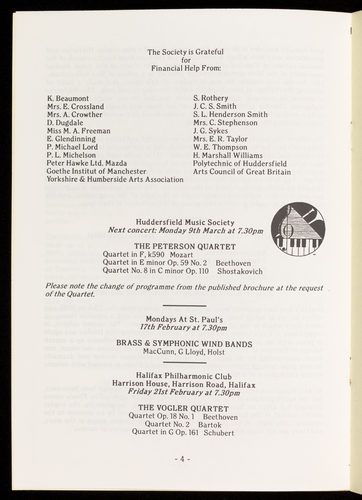 The Society is Grateful
for
Financial Help From:
K. Beaumont
Mrs. E. Crossland
Mrs. A. Crowther
D. Dugdale
Miss M. A. Freeman
E. Glendinning
P. Michael Lord
P. L. Michelson
Peter Hawke Ltd. Mazda
Goethe Institut of Manchester
Yorkshire & Humberside Arts Association
S. Rothery
J. C. S. Smith
S. L. Henderson Smith
Mrs. C. Stephenson
J. G. Sykes
Mrs. E. R. Taylor
W. E. Thompson
H. Marshall Williams
Polytechnic of Huddersfield
Arts Council of Great Britain
Huddersfield Music Society
Next concert: Monday 9th March at 7.30pm
THE PETERSON QUARTET
Quartet in F, k590 Mozart
Quartet in E minor Op. 59 No. 2 Beethoven
Quartet No. 8 in C minor Op. 110 Shostakovich
Please note the change of programme from the published brochure at the request
of the Quartet.
Mondays At St. Paul's
17th February at 7.30pm
BRASS & SYMPHONIC WIND BANDS
MacCunn, G Lloyd, Holst
Halifax Philharmonic Club
Harrison House, Harrison Road, Halifax
Friday 21st February at 7.30pm
THE VOGLER QUARTET
Quartet Op. 18 No. 1 Beethoven
Quartet No. 2 Bartok
Quartet in G Op. 161 Schubert
- 4 -